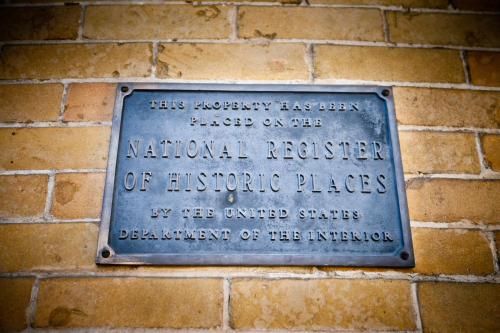 THIS PROPERTY HAS BEEN
PLACED ON THE
NATIONAL REGISTER
OF HISTORIC PLACES
BY THE UNITED STATES
DEPARTMENT OF THE INTERIOR